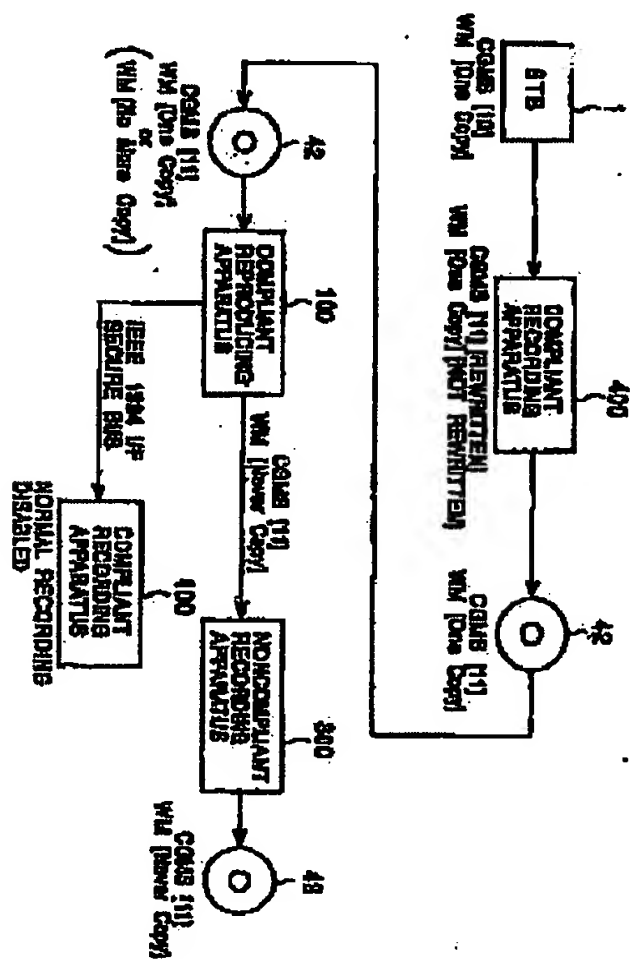 1
STB
CGMS [10]
WM [One Copy]
400
COMPLIANT
RECORDING
APPARATUS
CGMS [11] [REWRITTEN]
WM [One Copy] [NOT REWRITTEN]
42
CGMS [11]
WM [One Copy]
42
CGMS [11]
WM [One Copy]
or
(WM [No More Copy])
100
COMPLIANT
REPRODUCING
APPARATUS
IEEE 1394 I/F
SECURE BUS
CGMS [11]
WM [Never Copy]
400
COMPLIANT
RECORDING
APPARATUS
NORMAL RECORDING
DISABLED
NONCOMPLIANT
RECORDING
APPARATUS
CGMS [11]
WM [Never Copy]